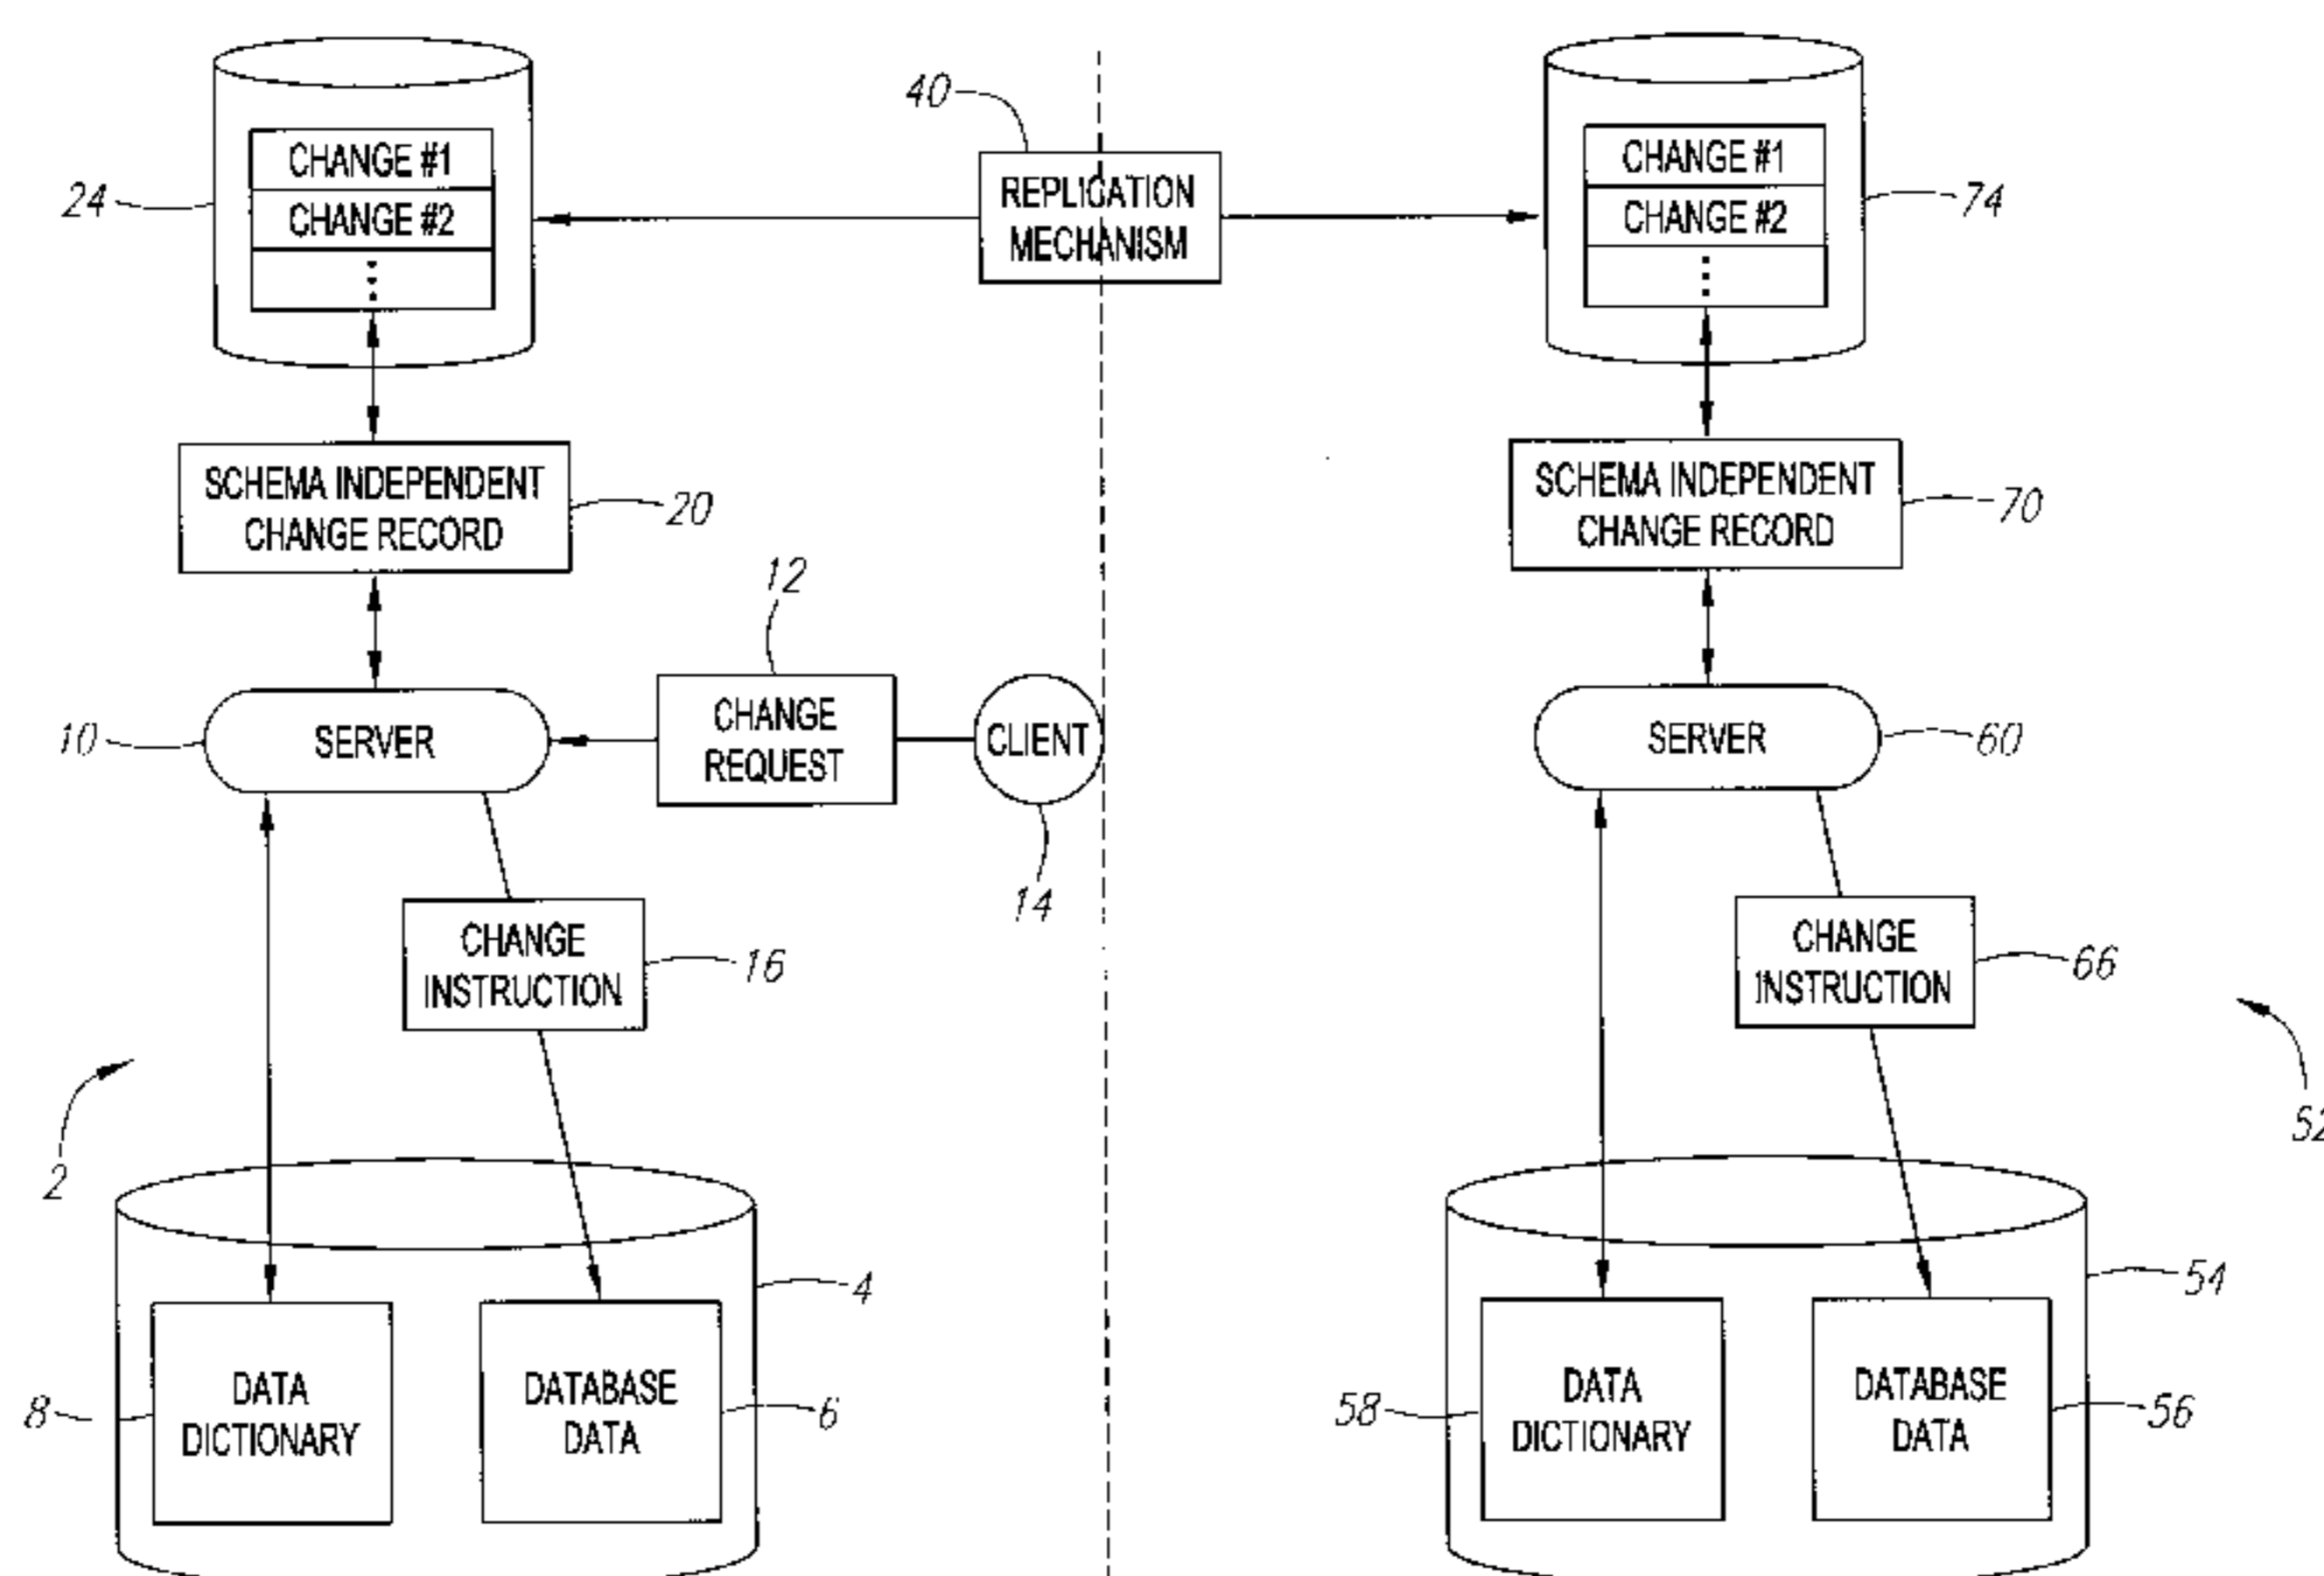 40
CHANGE #1
CHANGE #2
24
REPLICATION
MECHANISM
CHANGE #1
CHANGE #2
74
SCHEMA INDEPENDENT
CHANGE RECORD
20
SCHEMA INDEPENDENT
CHANGE RECORD
70
12
10
SERVER
CHANGE
REQUEST
CLIENT
14
SERVER
60
CHANGE
INSTRUCTION
16
CHANGE
INSTRUCTION
66
2
52
4
54
8
DATA
DICTIONARY
DATABASE
DATA
6
58
DATA
DICTIONARY
DATABASE
DATA
56